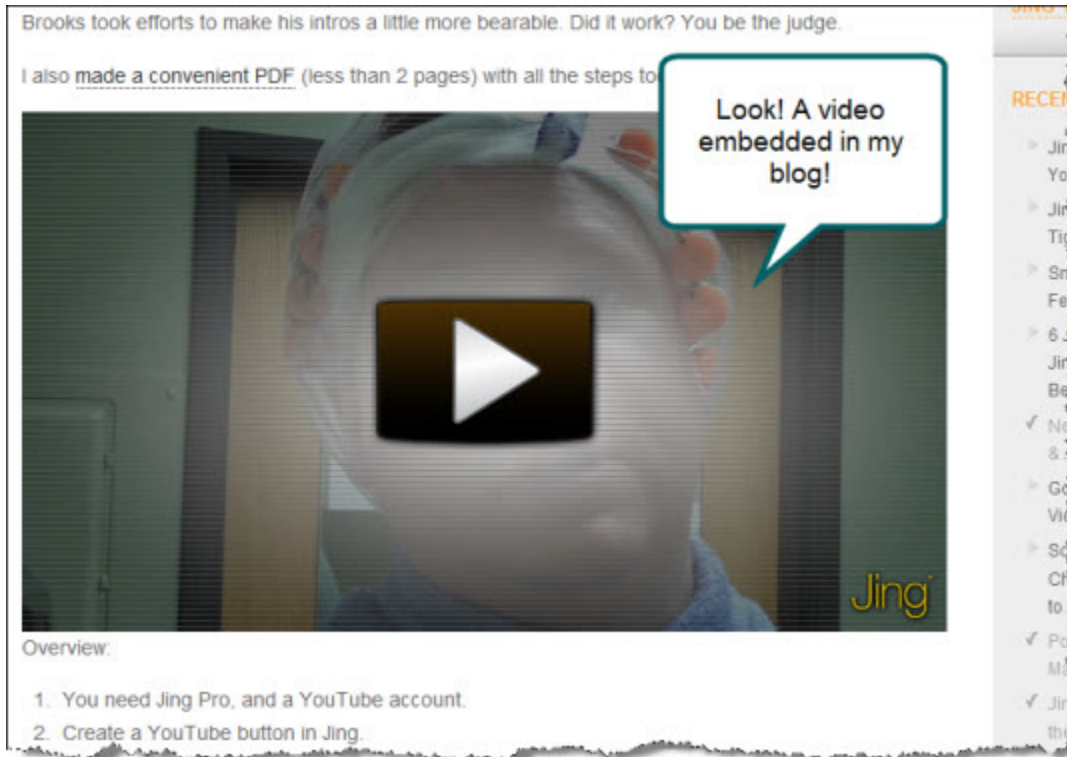 Brooks took efforts to make his intros a little more bearable. Did it work? You be the judge.
I also made a convenient PDF (less than 2 pages) with all the steps
RECEN
Look! A video
embedded in my
blog!
Jing
Overview:
1. You need Jing Pro, and a YouTube account.
2. Create a YouTube button in Jing.